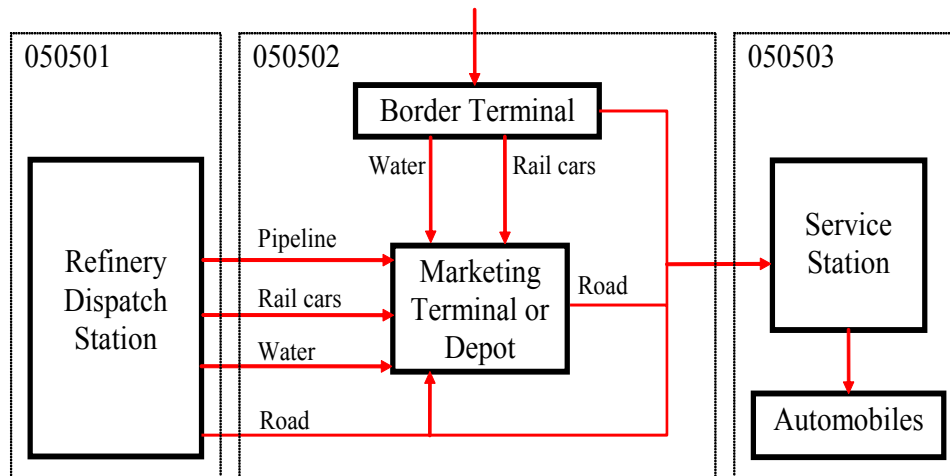 050501
050502
050503
Border Terminal
Water
Rail cars
Refinery
Dispatch
Station
Pipeline
Rail cars
Water
Road
Marketing
Terminal or
Depot
Road
Service
Station
Automobiles